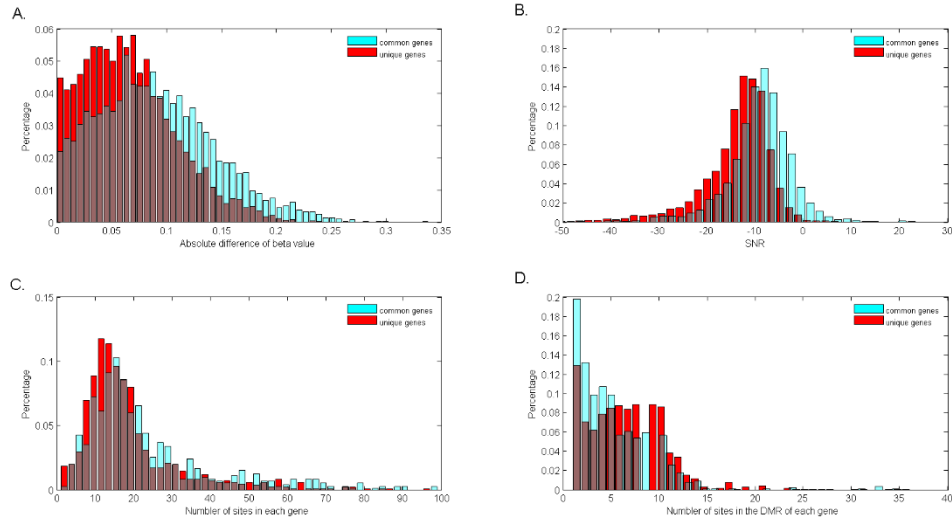 A.
0.06
0.05
0.04
0.03
0.02
0.01
0
Percentage
common genes
unique genes
0 0.05 0.1 0.15 0.2 0.25 0.3 0.35
Absolute difference of beta value
B.
0.2
0.18
0.16
0.14
0.12
0.1
0.08
0.06
0.04
0.02
0
Percentage
common genes
unique genes
-50 -40 -30 -20 -10 0 10 20 30
SNR
C.
0.15
0.1
0.05
0
Percentage
common genes
unique genes
0 10 20 30 40 50 60 70 80 90 100
Number of sites in each gene
D.
0.2
0.18
0.16
0.14
0.12
0.1
0.08
0.06
0.04
0.02
0
Percentage
common genes
unique genes
0 5 10 15 20 25 30 35 40
Number of sites in the DMR of each gene